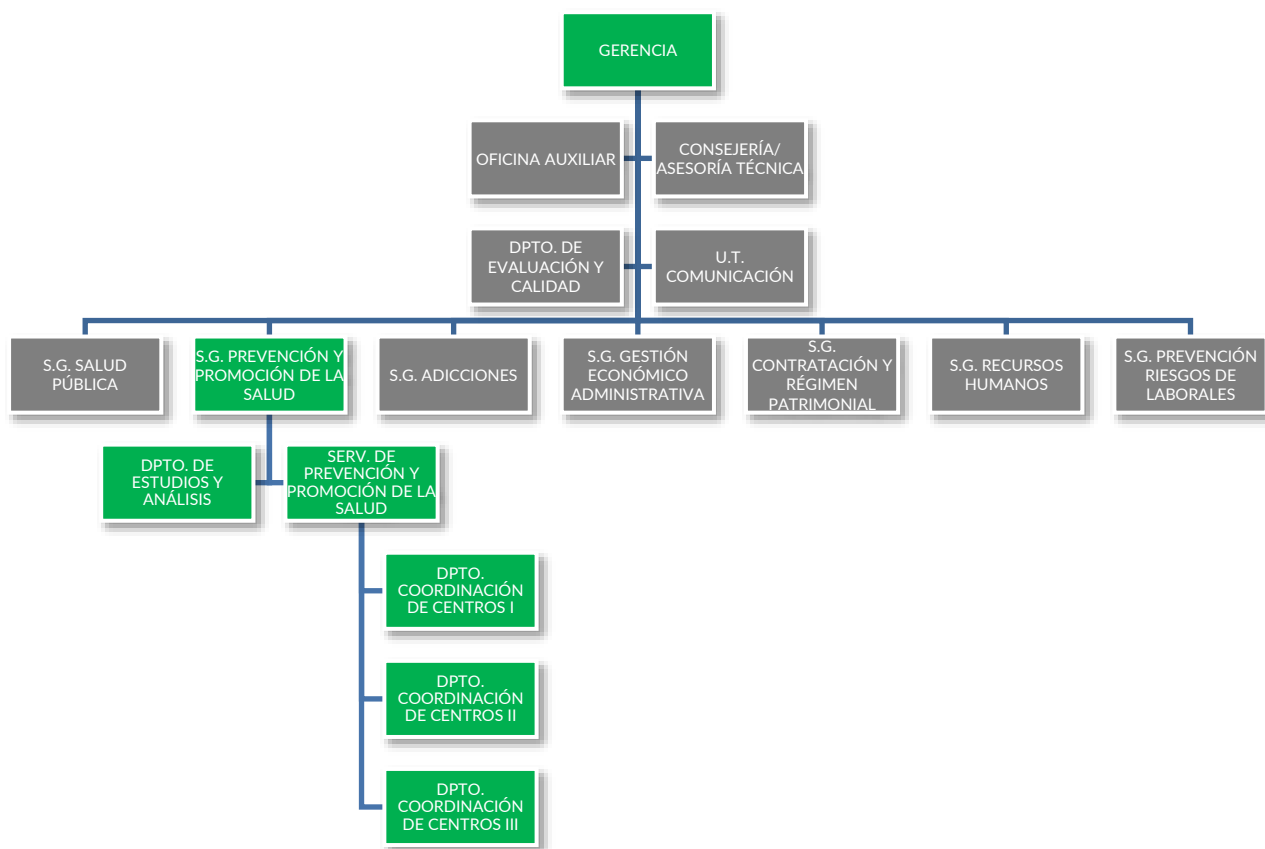 GERENCIA
OFICINA AUXILIAR
CONSEJERÍA/
ASESORÍA TÉCNICA
DPTO. DE
EVALUACIÓN Y
CALIDAD
U.T.
COMUNICACIÓN
S.G. SALUD
PÚBLICA
S.G. PREVENCIÓN Y
PROMOCIÓN DE LA
SALUD
S.G. ADICCIONES
S.G. GESTIÓN
ECONÓMICO
ADMINISTRATIVA
S.G.
CONTRATACIÓN Y
RÉGIMEN
PATRIMONIAL
S.G. RECURSOS
HUMANOS
S.G. PREVENCIÓN
RIESGOS DE
LABORALES
DPTO. DE
ESTUDIOS Y
ANÁLISIS
SERV. DE
PREVENCIÓN Y
PROMOCIÓN DE LA
SALUD
DPTO.
COORDINACIÓN
DE CENTROS I
DPTO.
COORDINACIÓN
DE CENTROS II
DPTO.
COORDINACIÓN
DE CENTROS III